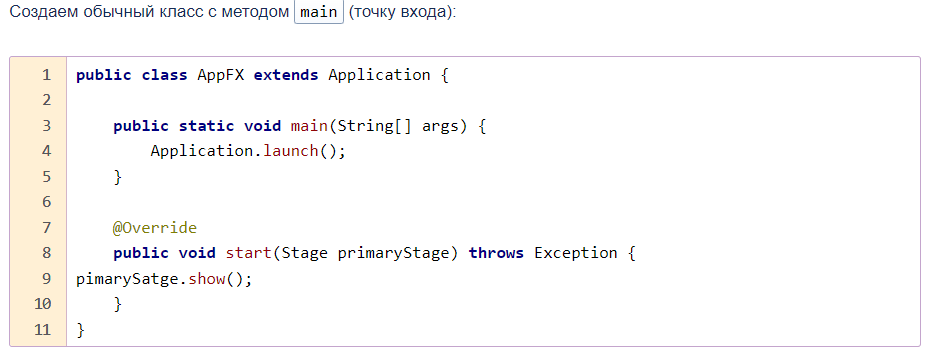 Создаем обычный класс с методом main (точку входа):
1 public class AppFX extends Application {
2
3 public static void main(String[] args) {
4 Application.launch();
5 }
6
7 @Override
8 public void start(Stage primaryStage) throws Exception {
9 pimarySatge.show();
10 }
11 }